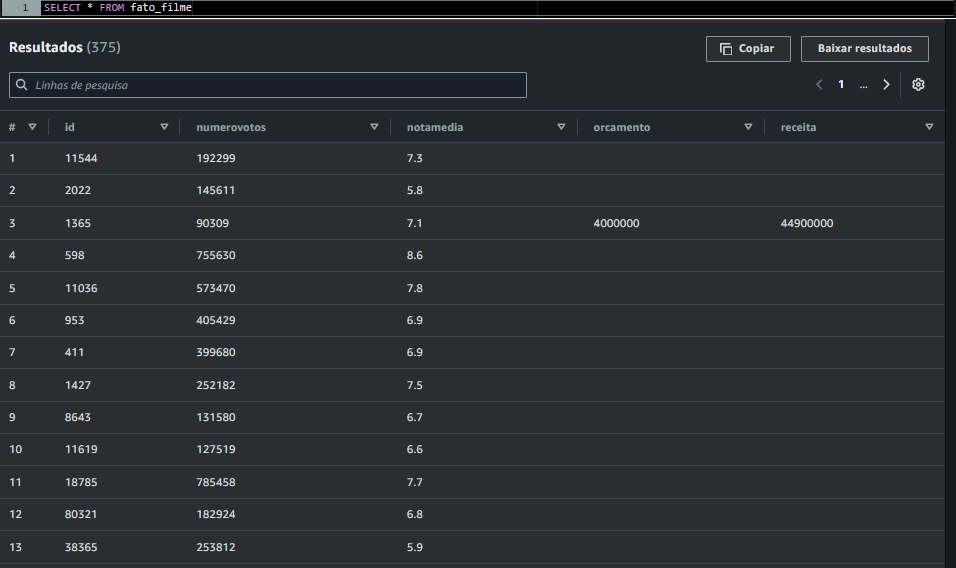 1 SELECT * FROM fato_filme
Resultados (375) Copiar Baixar resultados
Linhas de pesquisa 1 ...
# id numerovotos notamedia orcamento receita
1 11544 192299 7.3
2 2022 145611 5.8
3 1365 90309 7.1 4000000 44900000
4 598 755630 8.6
5 11036 573470 7.8
6 953 405429 6.9
7 411 399680 6.9
8 1427 252182 7.5
9 8643 131580 6.7
10 11619 127519 6.6
11 18785 785458 7.7
12 80321 182924 6.8
13 38365 253812 5.9